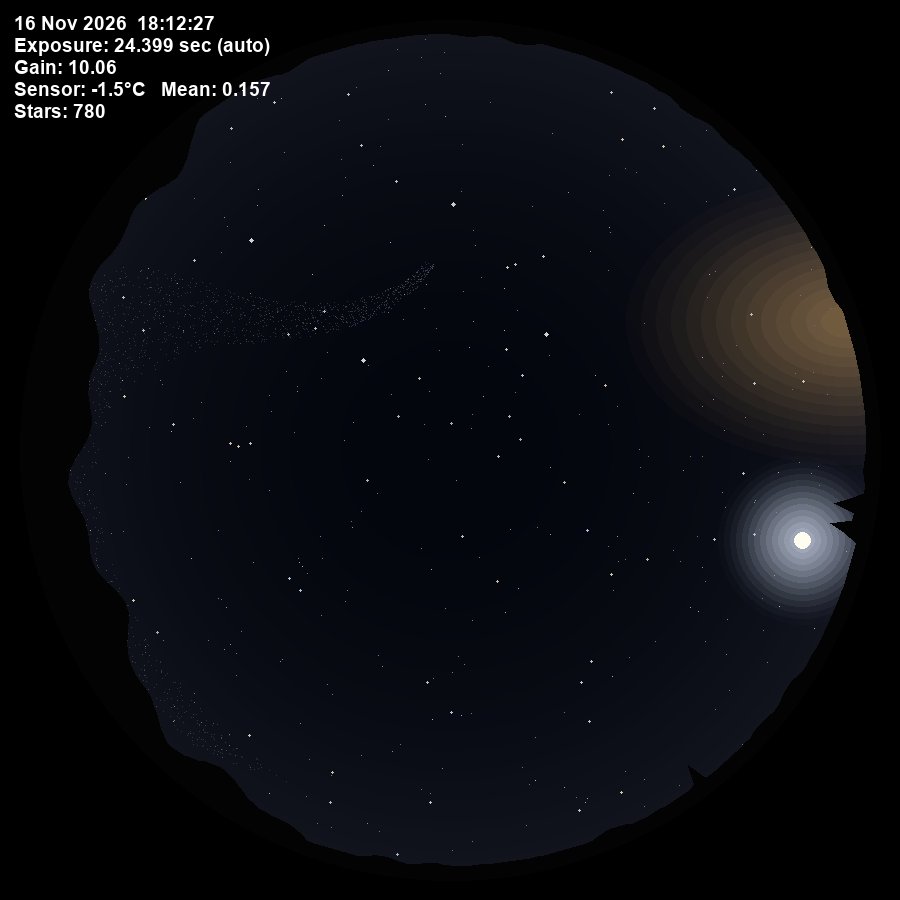 16 Nov 2026  18:12:27
Exposure: 24.399 sec (auto)
Gain: 10.06
Sensor: -1.5°C   Mean: 0.157
Stars: 780